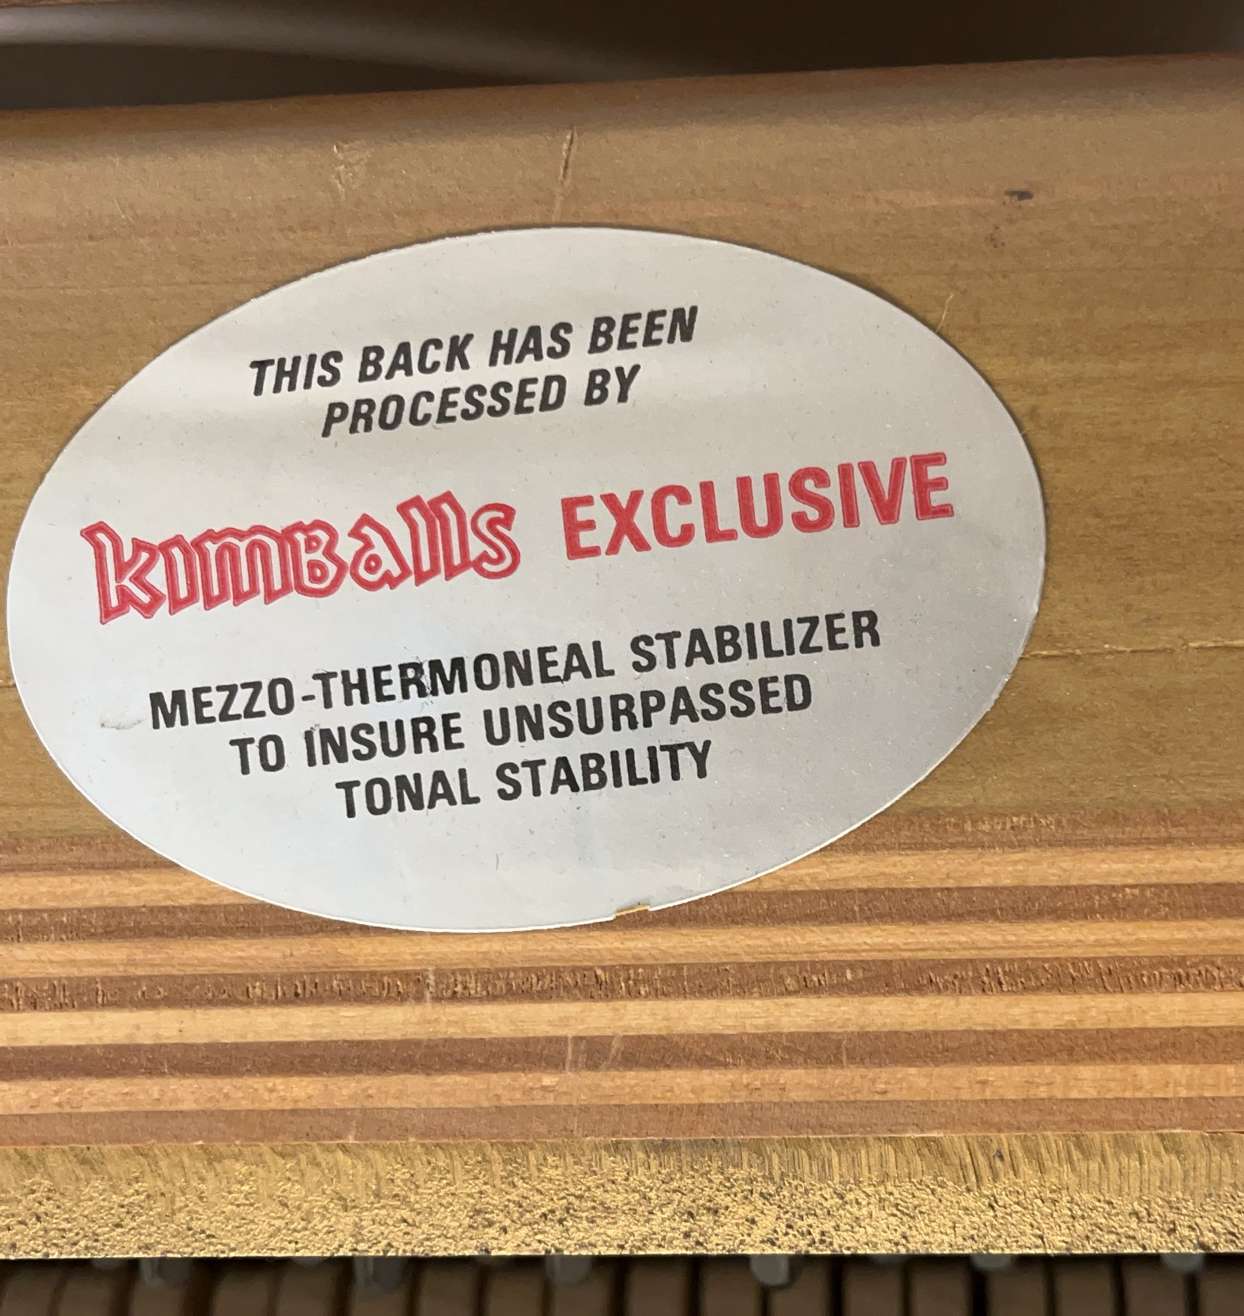 THIS BACK HAS BEEN
PROCESSED BY
kimballs EXCLUSIVE
MEZZO-THERMONEAL STABILIZER
TO INSURE UNSURPASSED
TONAL STABILITY